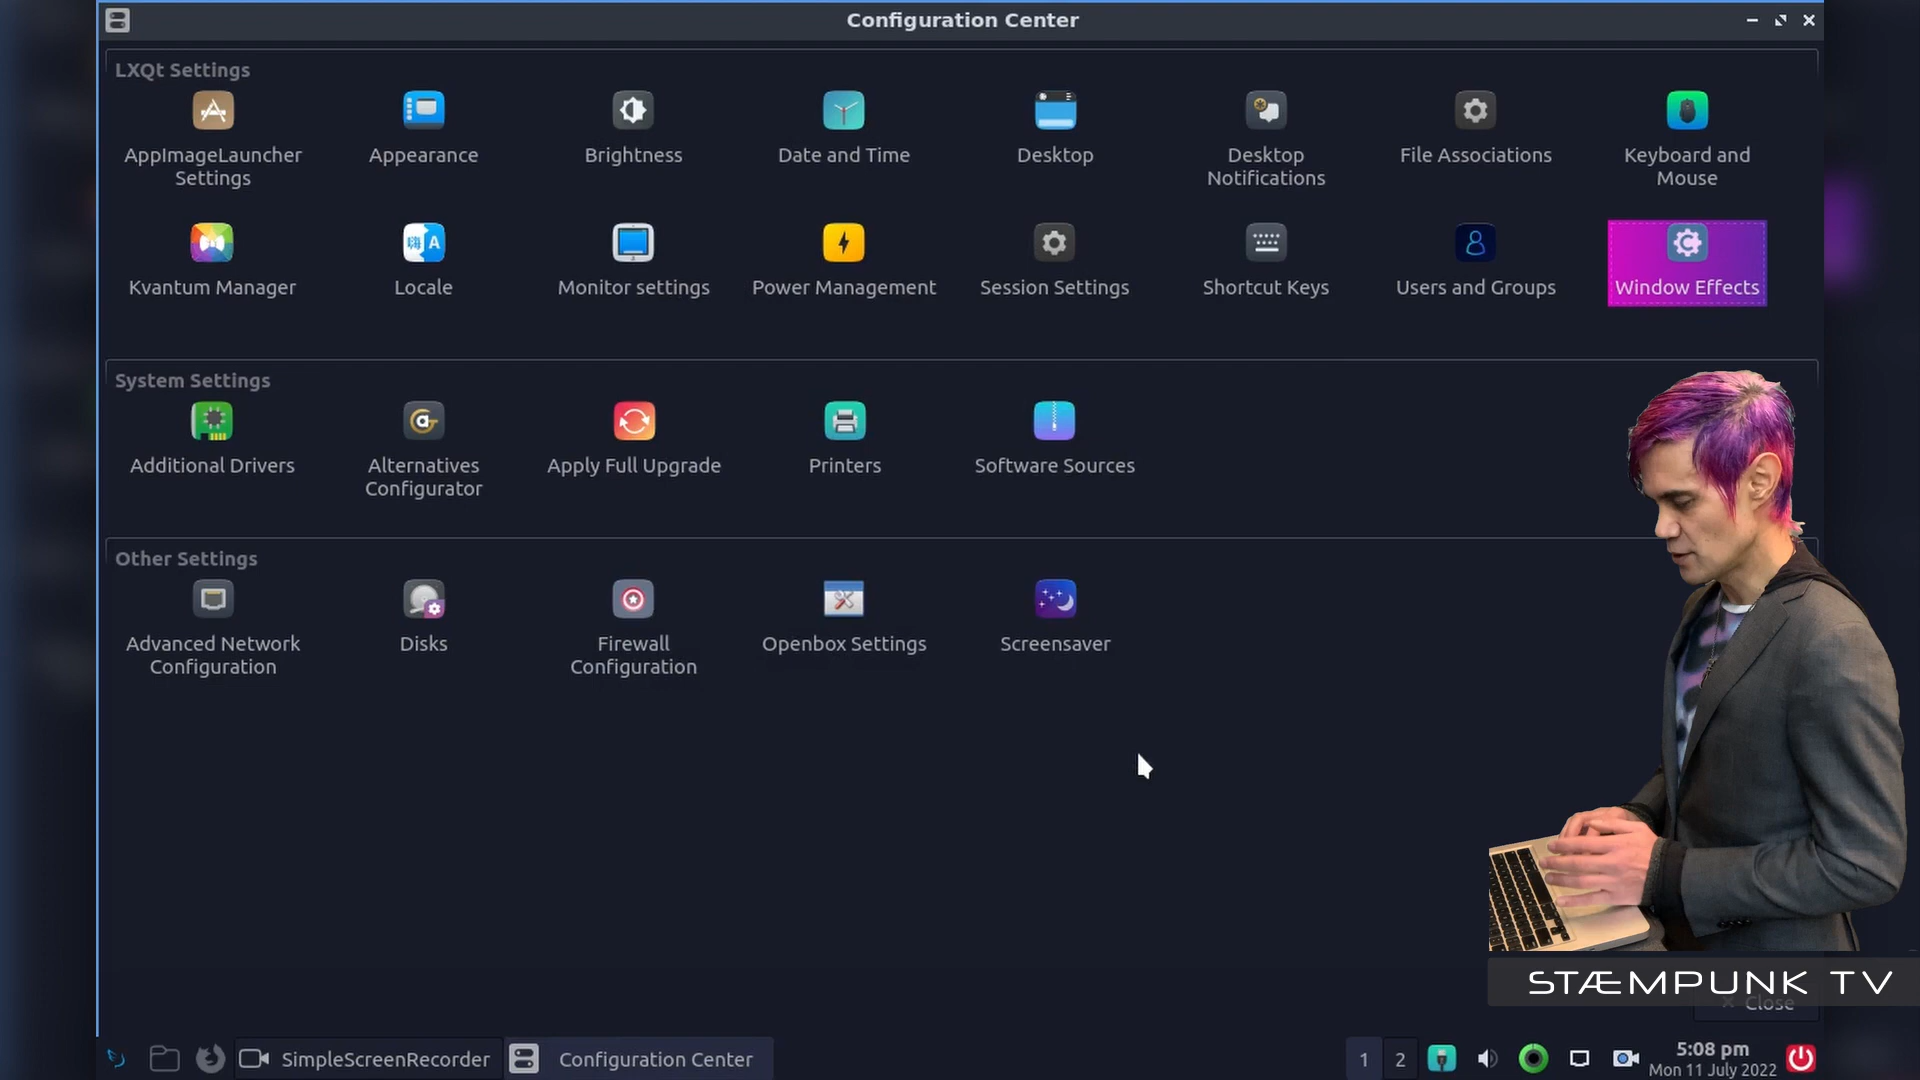 Configuration Center
LXQt Settings
AppImageLauncher
Settings
Appearance
Brightness
Date and Time
Desktop
Desktop
Notifications
File Associations
Keyboard and
Mouse
Kvantum Manager
Locale
Monitor settings
Power Management
Session Settings
Shortcut Keys
Users and Groups
Window Effects
System Settings
Additional Drivers
Alternatives
Configurator
Apply Full Upgrade
Printers
Software Sources
Other Settings
Advanced Network
Configuration
Disks
Firewall
Configuration
Openbox Settings
Screensaver
STÆMPUNK TV
Close
SimpleScreenRecorder
Configuration Center
1
2
5:08 pm
Mon 11 July 2022